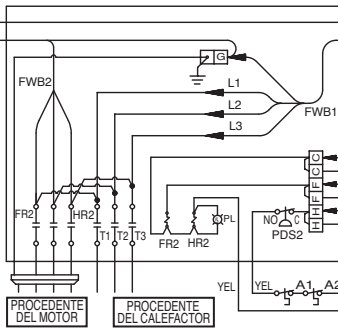 G
L1
FWB2
L2
FWB1
L3
C
C
F
F
H
H
FR2
HR2
T1
T2
T3
FR2
HR2
PL
NO
C
PDS2
YEL
YEL
A1
A2
PROCEDENTE
DEL MOTOR
PROCEDENTE
DEL CALEFACTOR